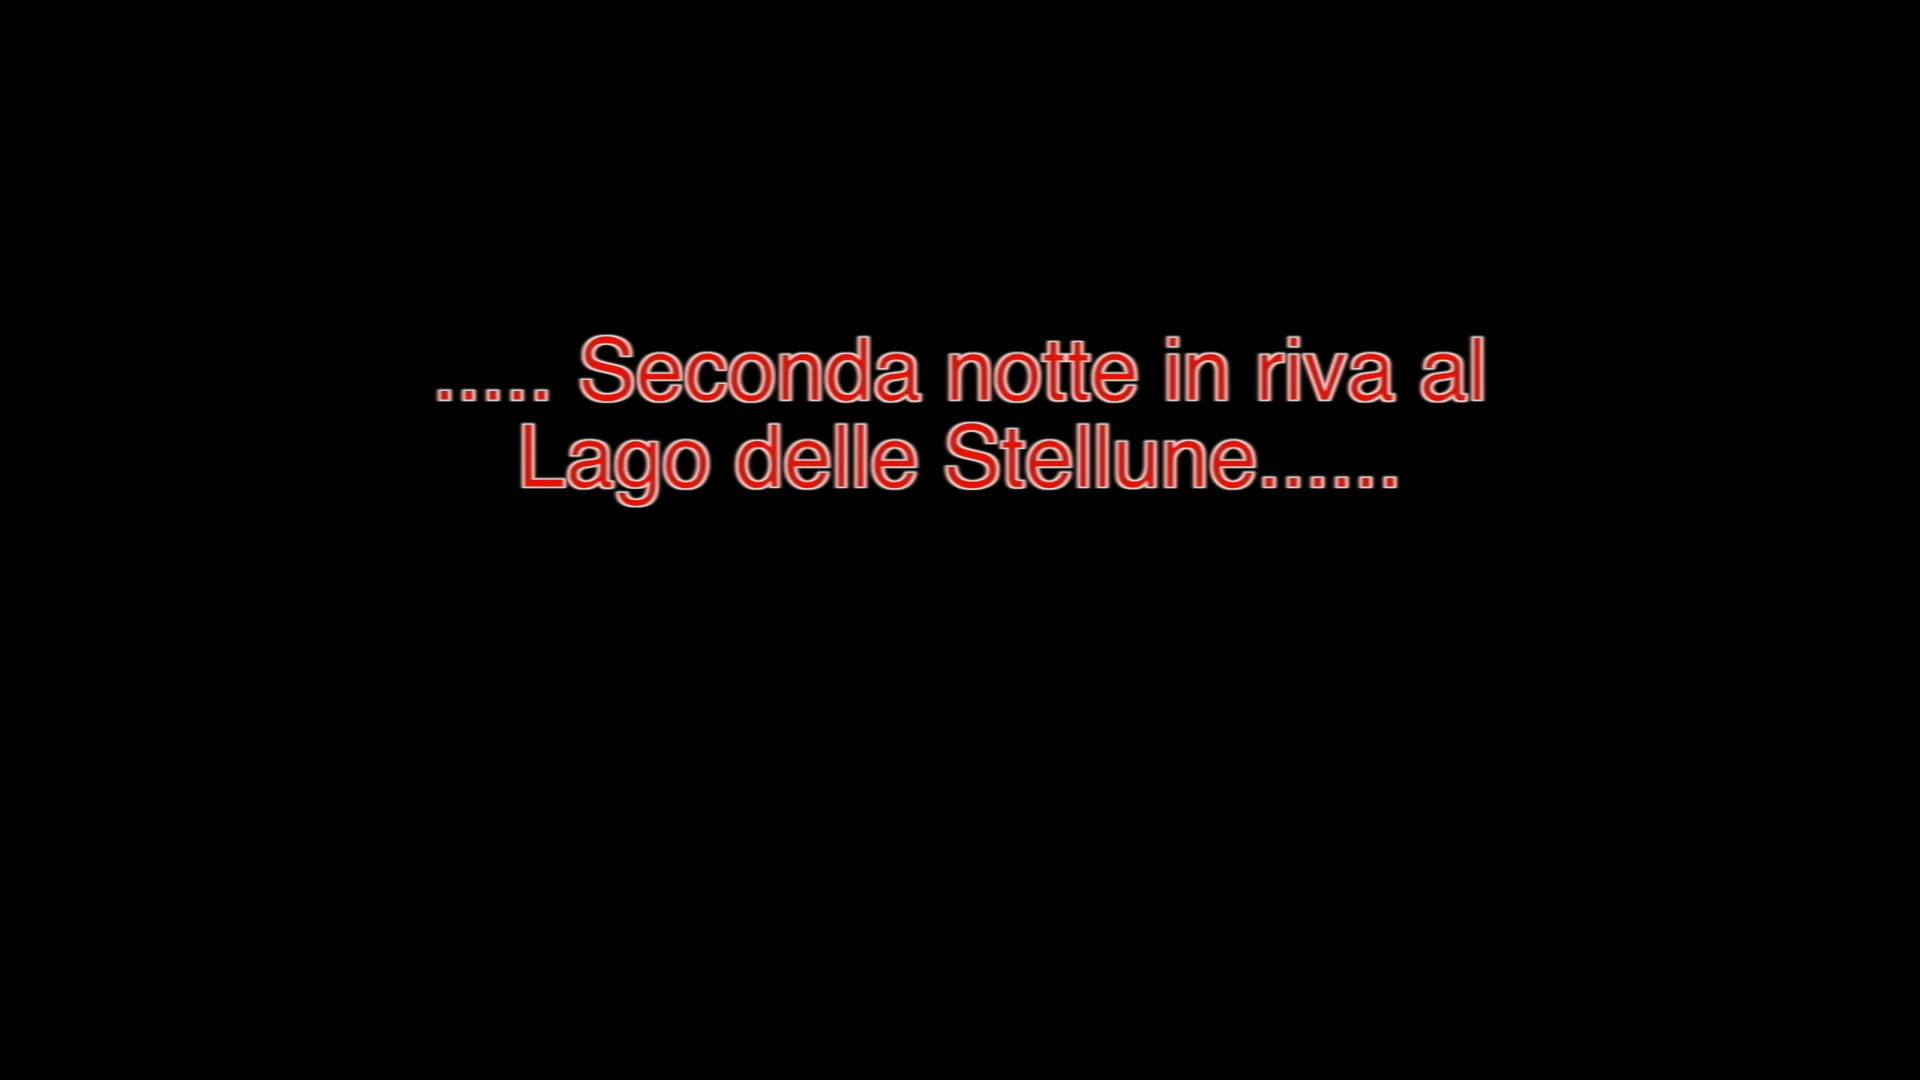 ..... Seconda notte in riva al
Lago delle Stellune......